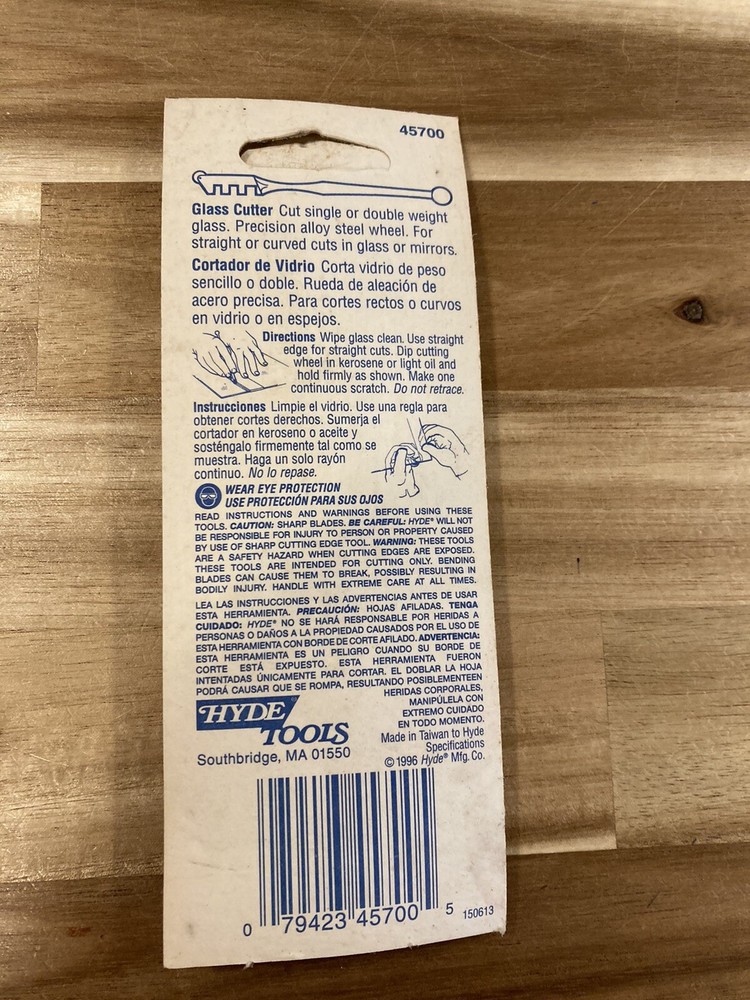 45700
Glass Cutter Cut single or double weight
glass. Precision alloy steel wheel. For
straight or curved cuts in glass or mirrors.
Cortador de Vidrio Corta vidrio de peso
sencillo o doble. Rueda de aleación de
acero precisa. Para cortes rectos o curvos
en vidrio o en espejos.
Directions Wipe glass clean. Use straight
edge for straight cuts. Dip cutting
wheel in kerosene or light oil and
hold firmly as shown. Make one
continuous scratch. Do not retrace.
Instrucciones Limpie el vidrio. Use una regla para
obtener cortes derechos. Sumerja el
cortador en keroseno o aceite y
sosténgalo firmemente tal como se
muestra. Haga un solo rayón
continuo. No lo repase.
WEAR EYE PROTECTION
USE PROTECCIÓN PARA SUS OJOS
READ INSTRUCTIONS AND WARNINGS BEFORE USING THESE
TOOLS. CAUTION: SHARP BLADES. BE CAREFUL: HYDE® WILL NOT
BE RESPONSIBLE FOR INJURY TO PERSON OR PROPERTY CAUSED
BY USE OF SHARP CUTTING EDGE TOOL. WARNING: THESE TOOLS
ARE A SAFETY HAZARD WHEN CUTTING EDGES ARE EXPOSED.
THESE TOOLS ARE INTENDED FOR CUTTING ONLY. BENDING
BLADES CAN CAUSE THEM TO BREAK, POSSIBLY RESULTING IN
BODILY INJURY. HANDLE WITH EXTREME CARE AT ALL TIMES.
LEA LAS INSTRUCCIONES Y LAS ADVERTENCIAS ANTES DE USAR
ESTA HERRAMIENTA. PRECAUCIÓN: HOJAS AFILADAS. TENGA
CUIDADO: HYDE® NO SE HARÁ RESPONSABLE POR HERIDAS A
PERSONAS O DAÑOS A LA PROPIEDAD CAUSADOS POR EL USO DE
ESTA HERRAMIENTA CON BORDE DE CORTE AFILADO. ADVERTENCIA:
ESTA HERRAMIENTA ES UN PELIGRO CUANDO SU BORDE DE
CORTE ESTÁ EXPUESTO. ESTA HERRAMIENTA FUERON
INTENTADAS ÚNICAMENTE PARA CORTAR. EL DOBLAR LA HOJA
PODRÁ CAUSAR QUE SE ROMPA, RESULTANDO POSIBLEMENTEEN
HERIDAS CORPORALES,
MANIPÚLELA CON
EXTREMO CUIDADO
EN TODO MOMENTO.
HYDE
TOOLS
Southbridge, MA 01550
Made in Taiwan to Hyde
Specifications
© 1996 Hyde® Mfg. Co.
0 79423 45700 5
150613